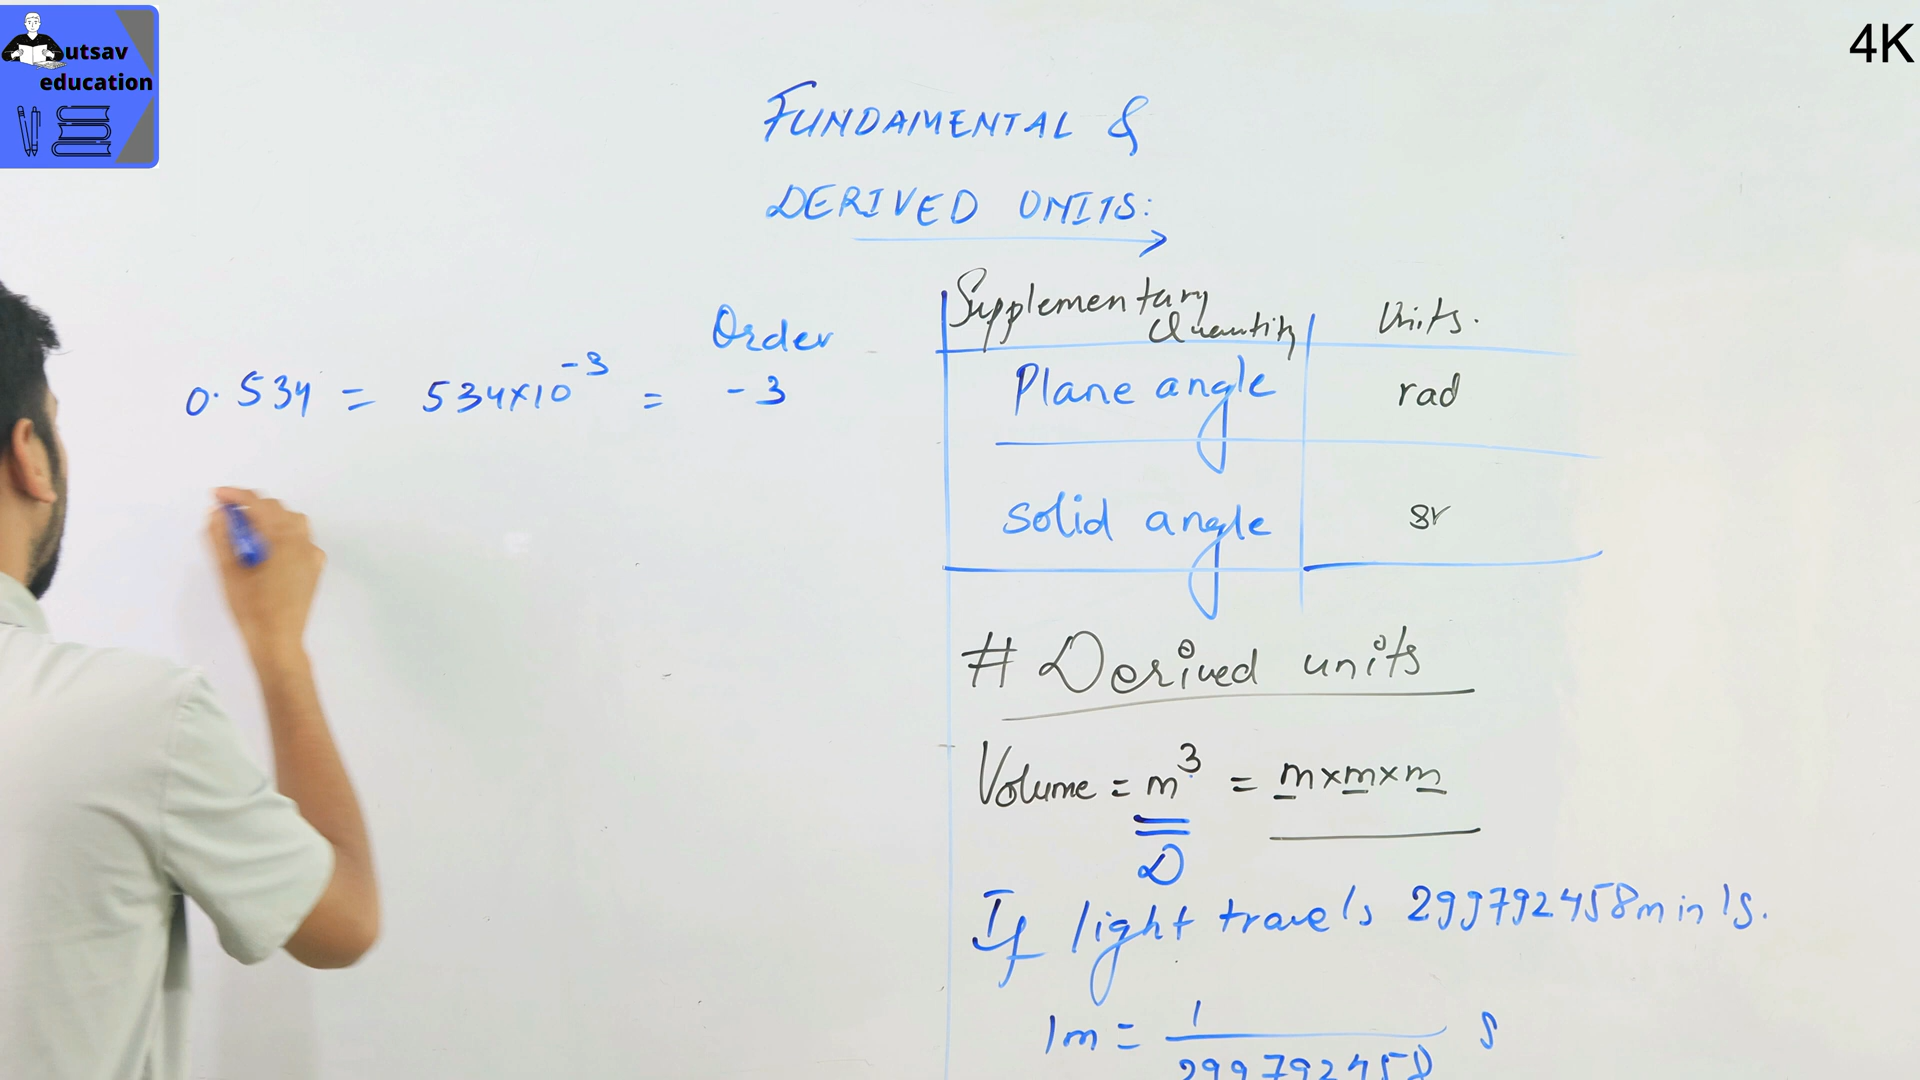 utsav
education
4K
FUNDAMENTAL &
DERIVED UNITS:
Order
0.534 = 534×10⁻³ = -3
Supplementary Quantity Units.
Plane angle rad
solid angle sr
# Derived units
Volume = m³ = m×m×m
D
If light travels 299792458m in 1s.
1m = 1 s
299792458